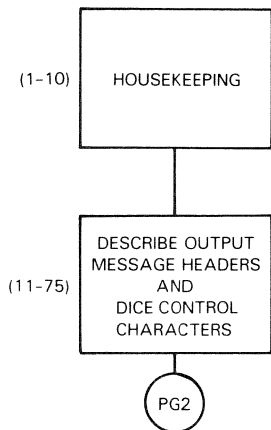 (1-10)
HOUSEKEEPING
(11-75)
DESCRIBE OUTPUT
MESSAGE HEADERS
AND
DICE CONTROL
CHARACTERS
PG2